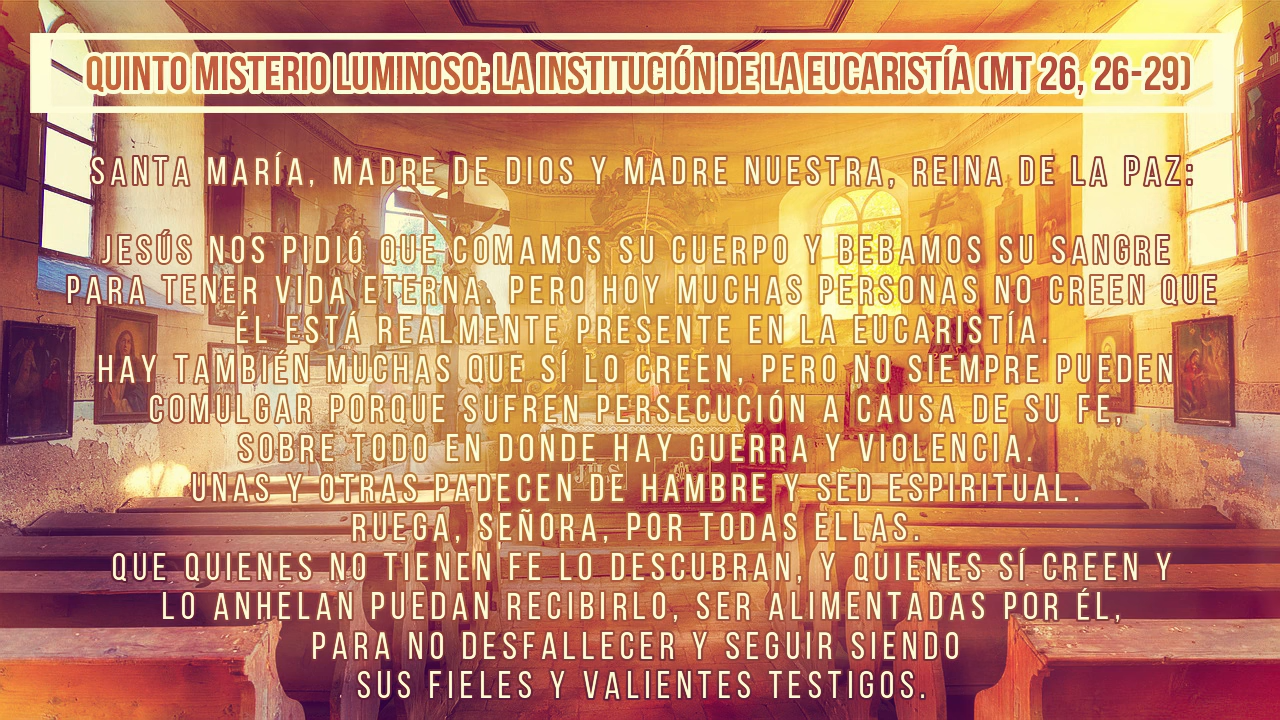 QUINTO MISTERIO LUMINOSO: LA INSTITUCIÓN DE LA EUCARISTÍA (MT 26, 26-29)
SANTA MARÍA, MADRE DE DIOS Y MADRE NUESTRA, REINA DE LA PAZ:
JESÚS NOS PIDIÓ QUE COMAMOS SU CUERPO Y BEBAMOS SU SANGRE
PARA TENER VIDA ETERNA. PERO HOY MUCHAS PERSONAS NO CREEN QUE
ÉL ESTÁ REALMENTE PRESENTE EN LA EUCARISTÍA.
HAY TAMBIÉN MUCHAS QUE SÍ LO CREEN, PERO NO SIEMPRE PUEDEN
COMULGAR PORQUE SUFREN PERSECUCIÓN A CAUSA DE SU FE,
SOBRE TODO EN DONDE HAY GUERRA Y VIOLENCIA.
UNAS Y OTRAS PADECEN DE HAMBRE Y SED ESPIRITUAL.
RUEGA, SEÑORA, POR TODAS ELLAS.
QUE QUIENES NO TIENEN FE LO DESCUBRAN, Y QUIENES SÍ CREEN Y
LO ANHELAN PUEDAN RECIBIRLO, SER ALIMENTADAS POR ÉL,
PARA NO DESFALLECER Y SEGUIR SIENDO
SUS FIELES Y VALIENTES TESTIGOS.
JHS